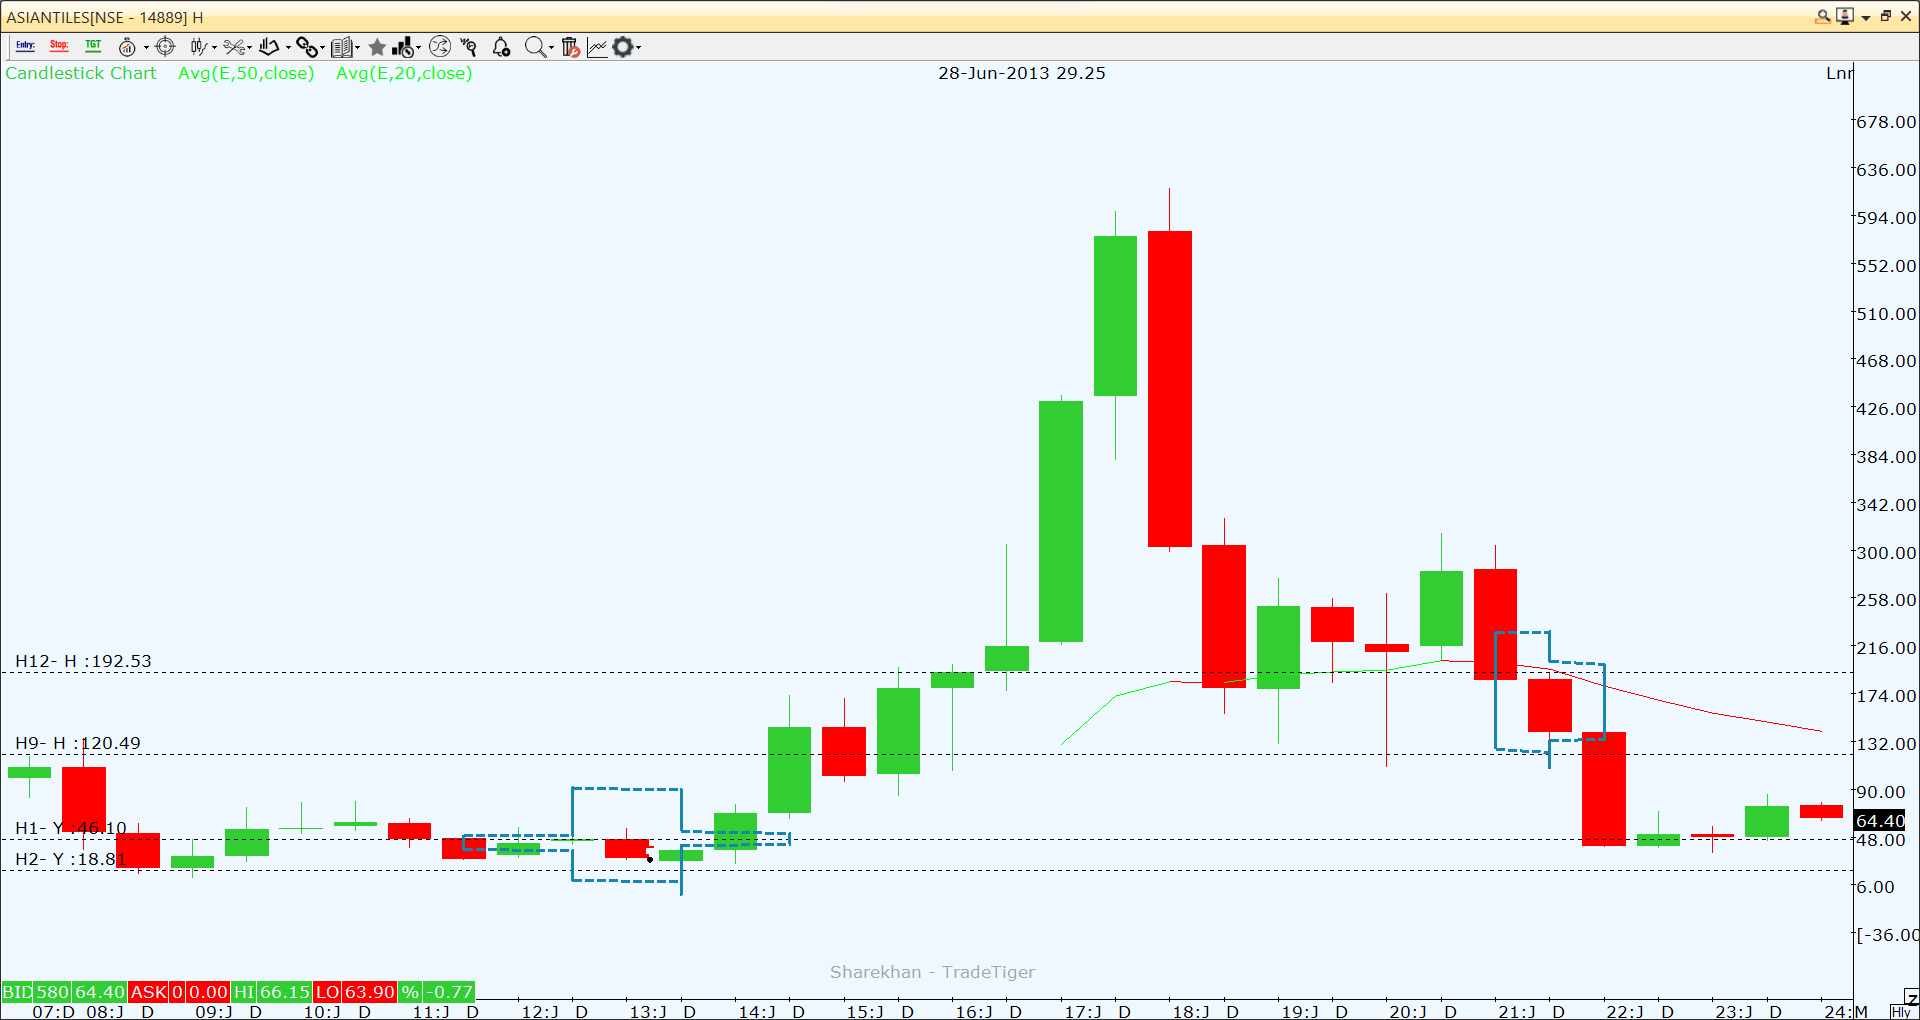 ASIANTILES[NSE - 14889] H
Entry: Stop: TGT
Candlestick Chart Avg(E,50,close) Avg(E,20,close) 28-Jun-2013 29.25 Lnr
678.00
636.00
594.00
552.00
510.00
468.00
426.00
384.00
342.00
300.00
258.00
216.00
H12- H :192.53
174.00
H9- H :120.49
132.00
90.00
64.40
H1- Y :46.10
48.00
H2- Y :18.81
6.00
[-36.00
Sharekhan - TradeTiger
BID 580 64.40 ASK 0 0.00 HI 66.15 LO 63.90 % -0.77
Z
07:D 08:J D 09:J D 10:J D 11:J D 12:J D 13:J D 14:J D 15:J D 16:J D 17:J D 18:J D 19:J D 20:J D 21:J D 22:J D 23:J D 24:M Hly